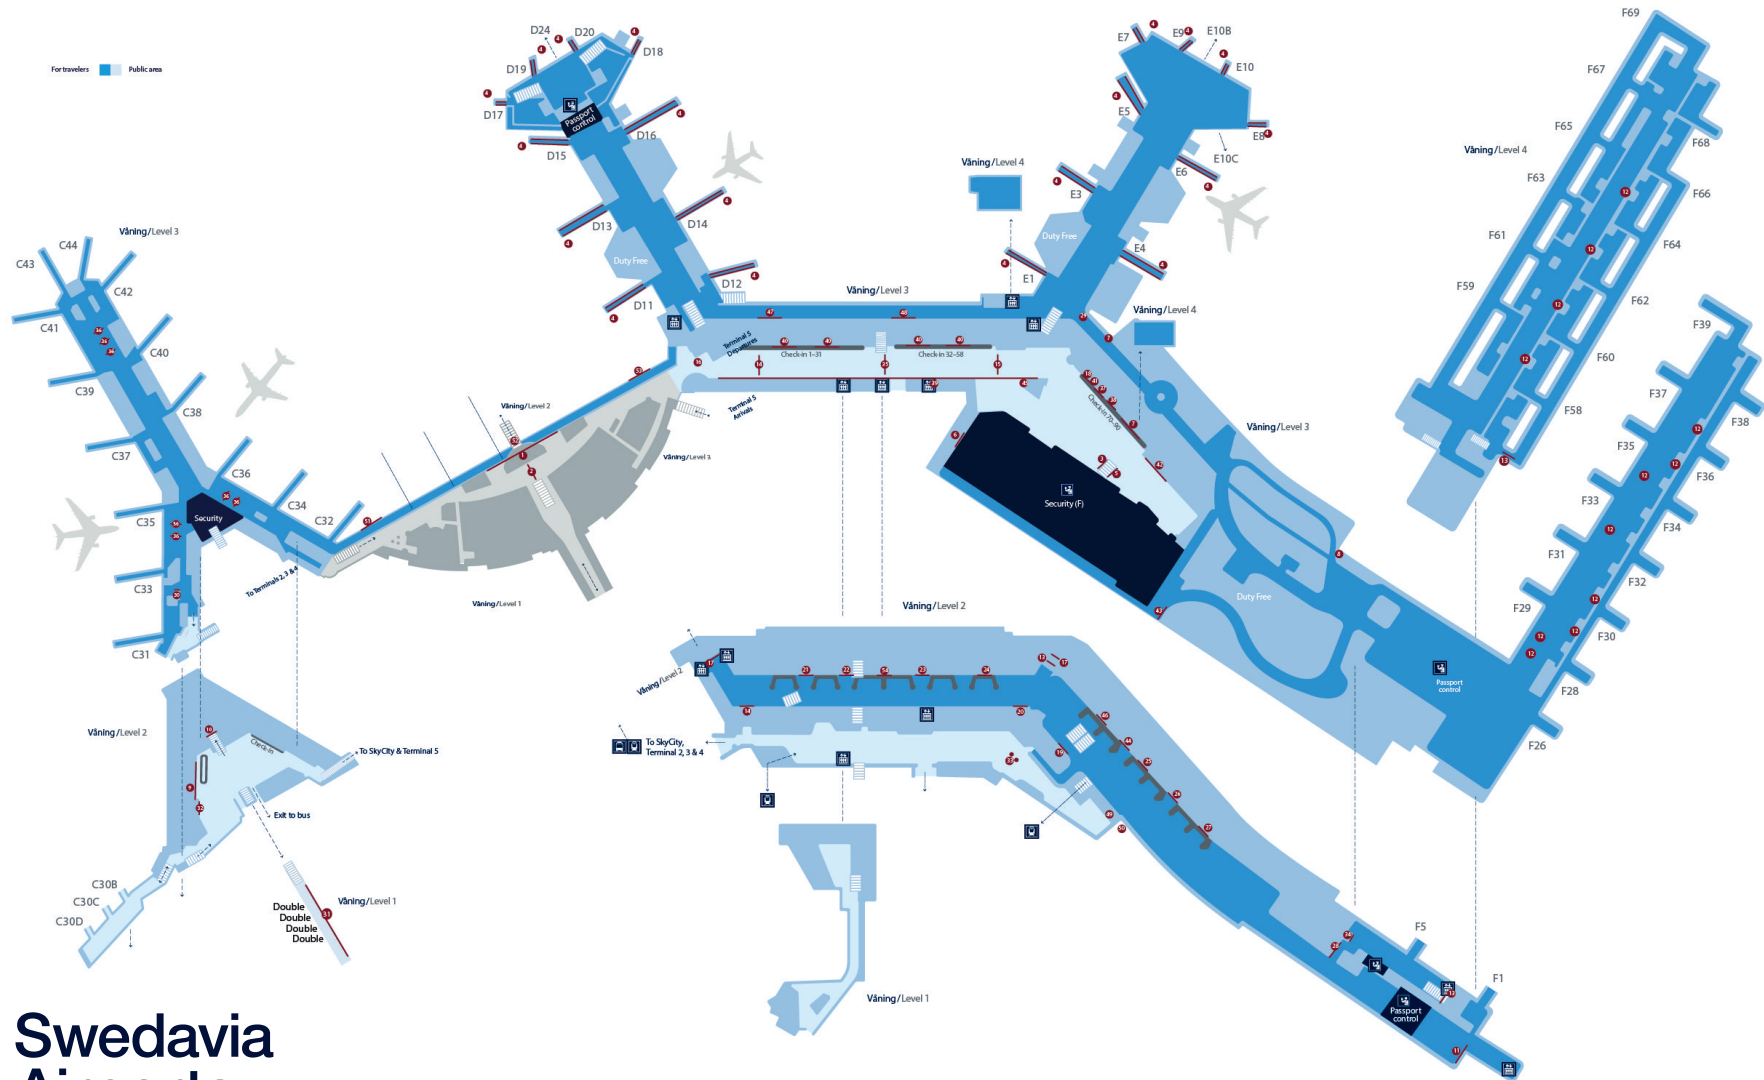 For travelers
Public area
D24
D20
D19
D18
D17
Passport
control
D16
D15
D14
D13
Duty Free
D12
D11
E7
E9
E10B
E10
E5
E8
E10C
E6
E3
Duty Free
E4
E1
Våning/Level 4
Våning/Level 3
Våning/Level 4
Våning/Level 3
F69
F67
F65
F68
Våning/Level 4
F63
F66
F61
F64
F59
F62
F60
F58
F39
F37
F38
F35
F36
F33
F34
F31
F32
F29
F30
F28
F26
Våning/Level 3
C44
C43
C42
C41
C40
C39
C38
C37
C36
C35
Security
C34
C32
C33
C31
To Terminals 2, 3 & 4
Våning/Level 2
Våning/Level 3
Våning/Level 1
Terminal 5
Departures
Terminal 5
Arrivals
Check-in 1–31
Check-in 32–58
Check-in 70–90
Security (F)
Duty Free
Passport
control
Våning/Level 2
Våning/Level 2
To SkyCity,
Terminal 2, 3 & 4
Våning/Level 1
F5
F1
Passport
control
Våning/Level 2
Check-in
To SkyCity & Terminal 5
Exit to bus
C30B
C30C
C30D
Våning/Level 1
Double
Double
Double
Double
31
Swedavia